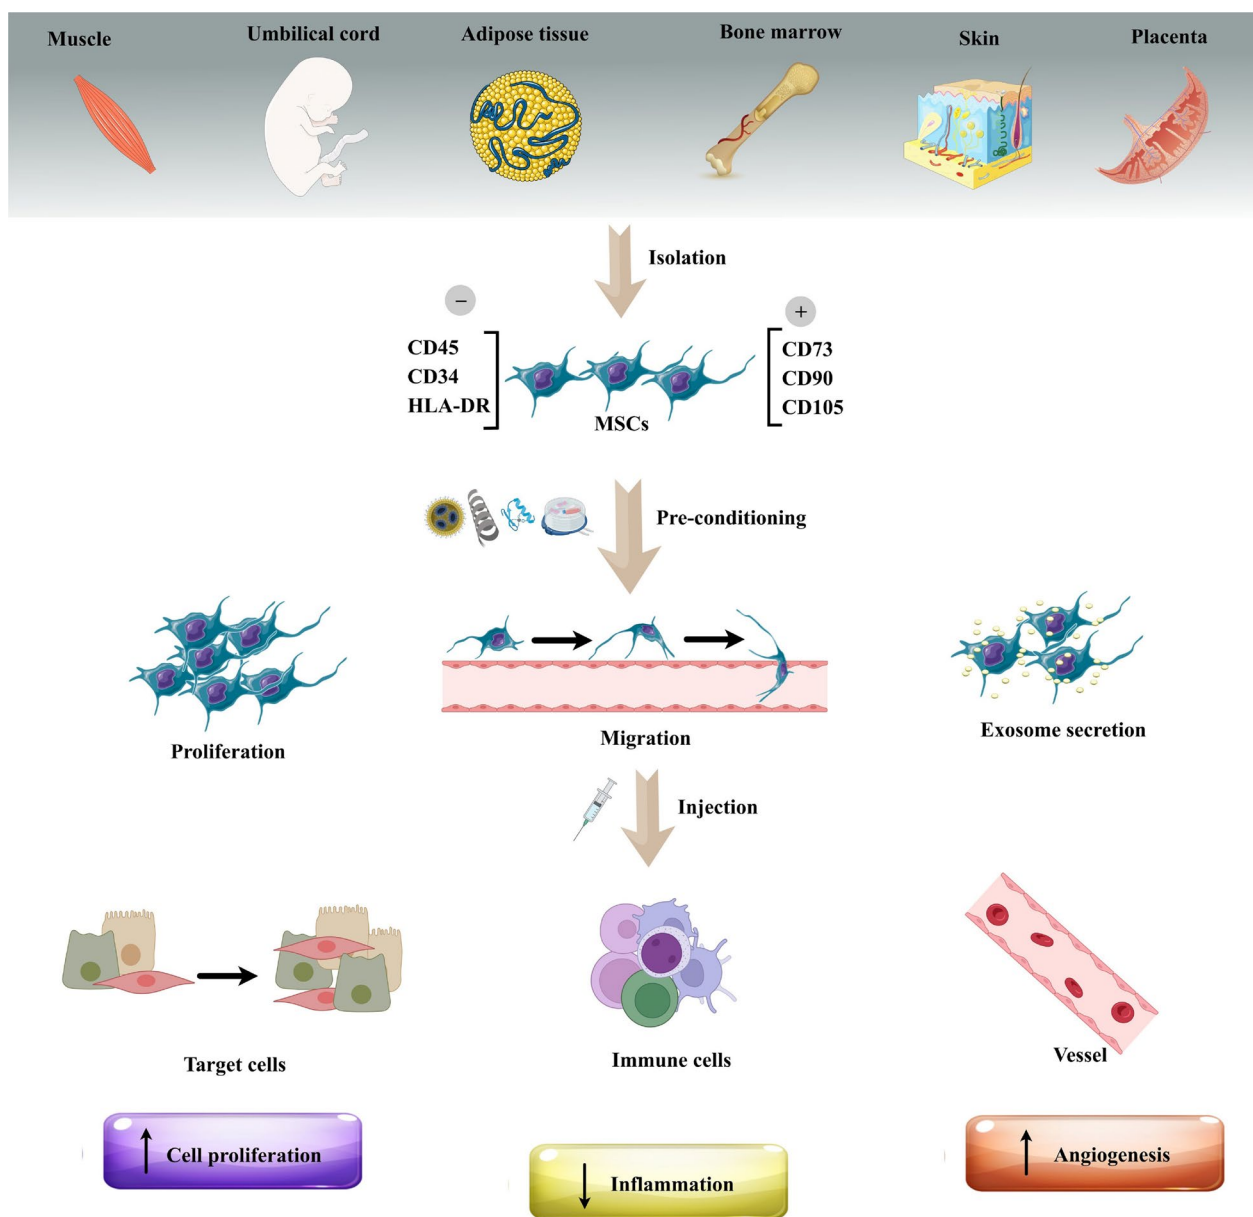 Muscle
Umbilical cord
Adipose tissue
Bone marrow
Skin
Placenta
Isolation
−
+
CD45
CD34
HLA-DR
CD73
CD90
CD105
MSCs
Pre-conditioning
Proliferation
Migration
Exosome secretion
Injection
Target cells
Immune cells
Vessel
Cell proliferation
Inflammation
Angiogenesis